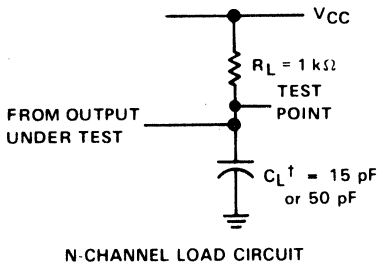 VCC
RL = 1 kΩ
TEST
POINT
FROM OUTPUT
UNDER TEST
CL† = 15 pF
or 50 pF
N-CHANNEL LOAD CIRCUIT